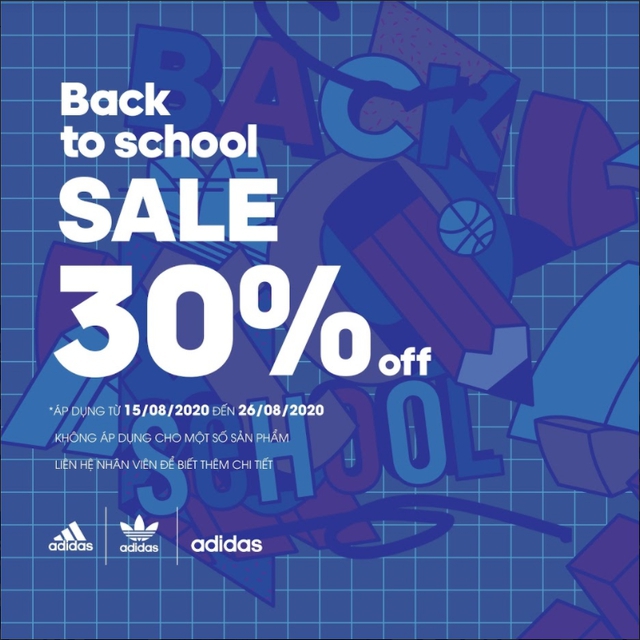 BACK
Back
to school
SALE
30% off
*ÁP DỤNG TỪ 15/08/2020 ĐẾN 26/08/2020
KHÔNG ÁP DỤNG CHO MỘT SỐ SẢN PHẨM
LIÊN HỆ NHÂN VIÊN ĐỂ BIẾT THÊM CHI TIẾT
SCHOOL
adidas adidas adidas